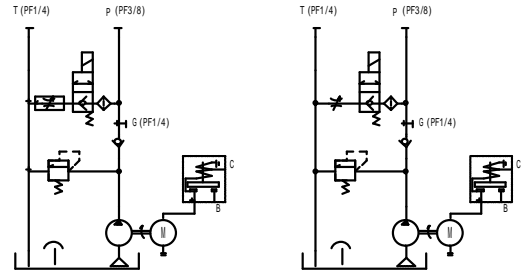 T (PF1/4) P (PF3/8) T (PF1/4) P (PF3/8)
G (PF1/4) G (PF1/4)
C C
B B
M M